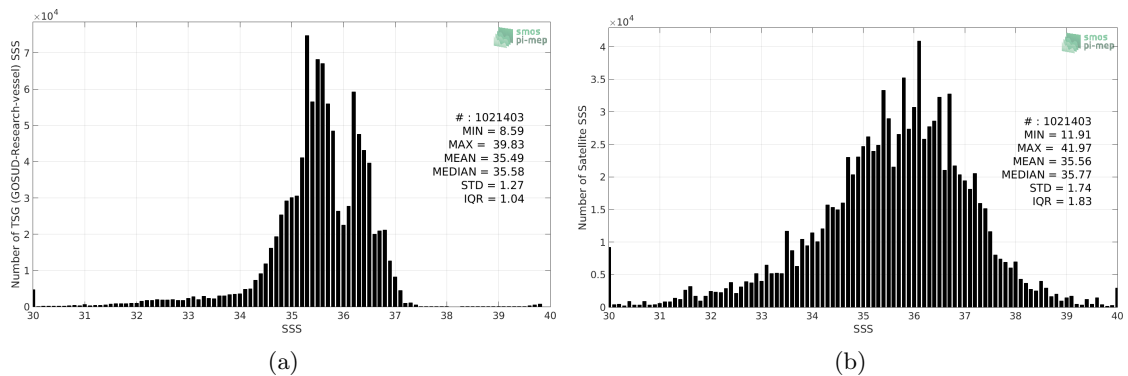 ×10⁴
smos
pi-mep
# : 1021403
MIN = 8.59
MAX = 39.83
MEAN = 35.49
MEDIAN = 35.58
STD = 1.27
IQR = 1.04
Number of TSG (GOSUD-Research-vessel) SSS
7
6
5
4
3
2
1
0
30 31 32 33 34 35 36 37 38 39 40
SSS
(a)
×10⁴
smos
pi-mep
# : 1021403
MIN = 11.91
MAX = 41.97
MEAN = 35.56
MEDIAN = 35.77
STD = 1.74
IQR = 1.83
Number of Satellite SSS
4
3.5
3
2.5
2
1.5
1
0.5
0
30 31 32 33 34 35 36 37 38 39 40
SSS
(b)